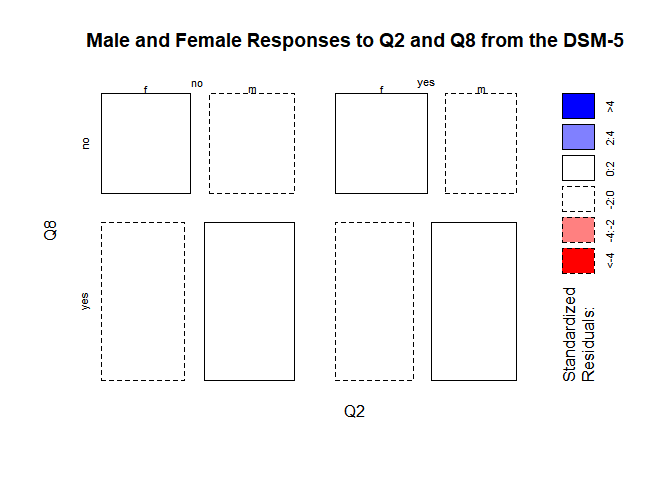 Male and Female Responses to Q2 and Q8 from the DSM-5
no
yes
f
m
f
m
no
yes
Q8
Q2
>4
2:4
0:2
-2:0
-4:-2
<-4
Standardized
Residuals: